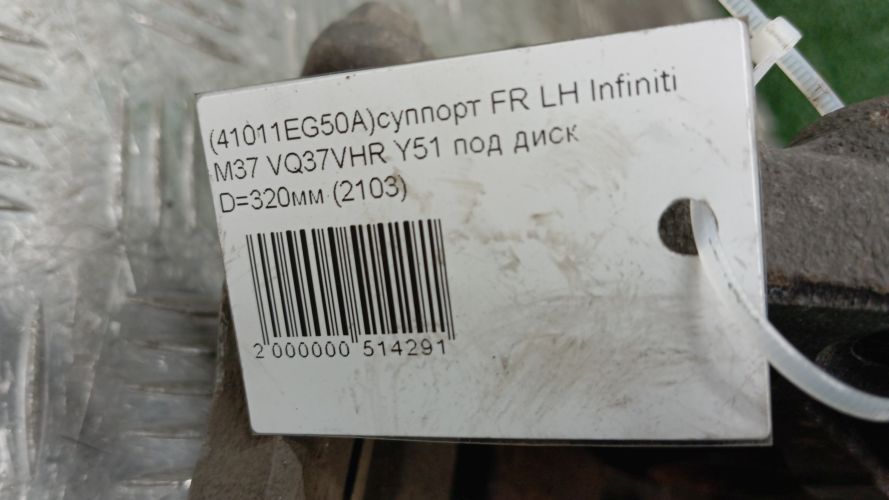 (41011EG50A)суппорт FR LH Infiniti
M37 VQ37VHR Y51 под диск
D=320мм (2103)
2 000000 514291